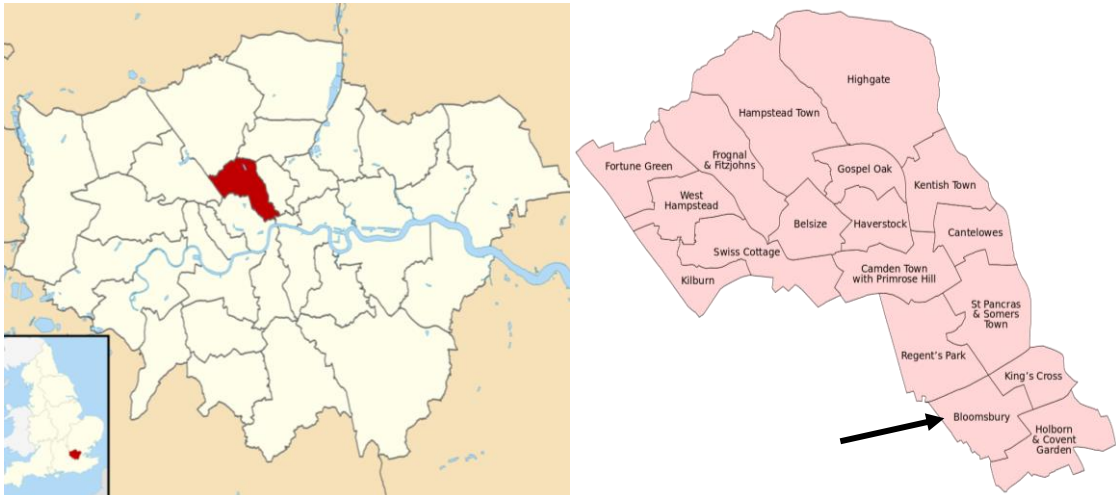 Highgate
Hampstead Town
Frognal
& Fitzjohns
Fortune Green
Gospel Oak
Kentish Town
West
Hampstead
Belsize
Haverstock
Cantelowes
Swiss Cottage
Camden Town
with Primrose Hill
Kilburn
St Pancras
& Somers
Town
Regent's Park
King's Cross
Bloomsbury
Holborn
& Covent
Garden